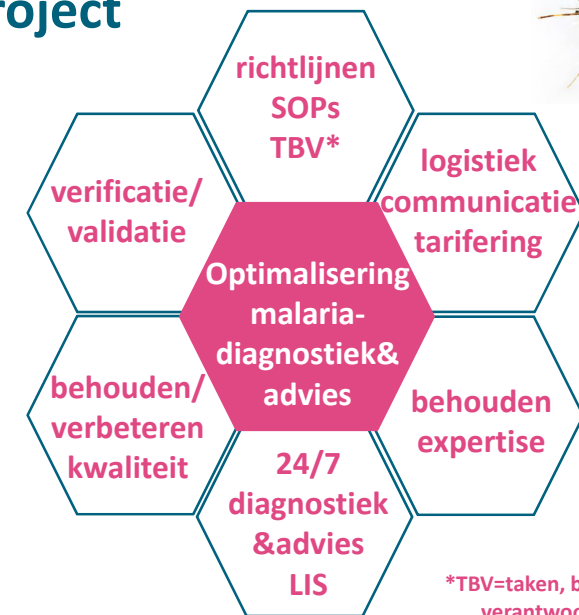 richtlijnen
SOPs
TBV*
logistiek
communicatie
tarifering
verificatie/
validatie
Optimalisering
malaria-
diagnostiek&
advies
behouden/
verbeteren
kwaliteit
behouden
expertise
24/7
diagnostiek
&advies
LIS
*TBV=taken,